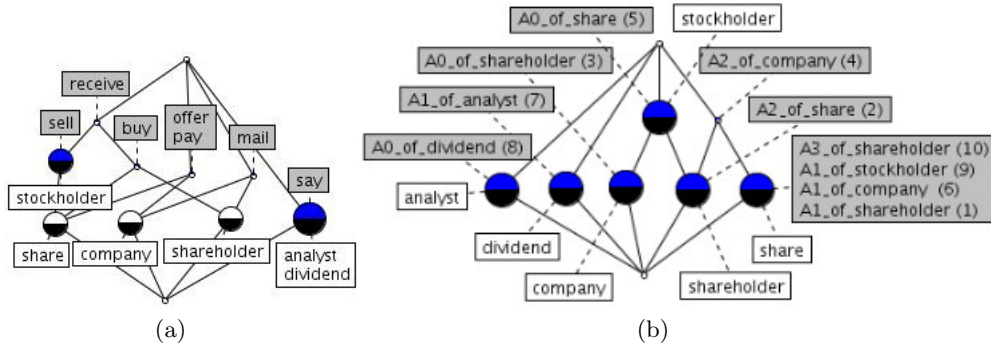 receive
sell
buy
offer
pay
mail
say
stockholder
share
company
shareholder
analyst
dividend
(a)
A0_of_share (5)
stockholder
A0_of_shareholder (3)
A2_of_company (4)
A1_of_analyst (7)
A2_of_share (2)
A0_of_dividend (8)
A3_of_shareholder (10)
A1_of_stockholder (9)
A1_of_company (6)
A1_of_shareholder (1)
analyst
dividend
share
company
shareholder
(b)